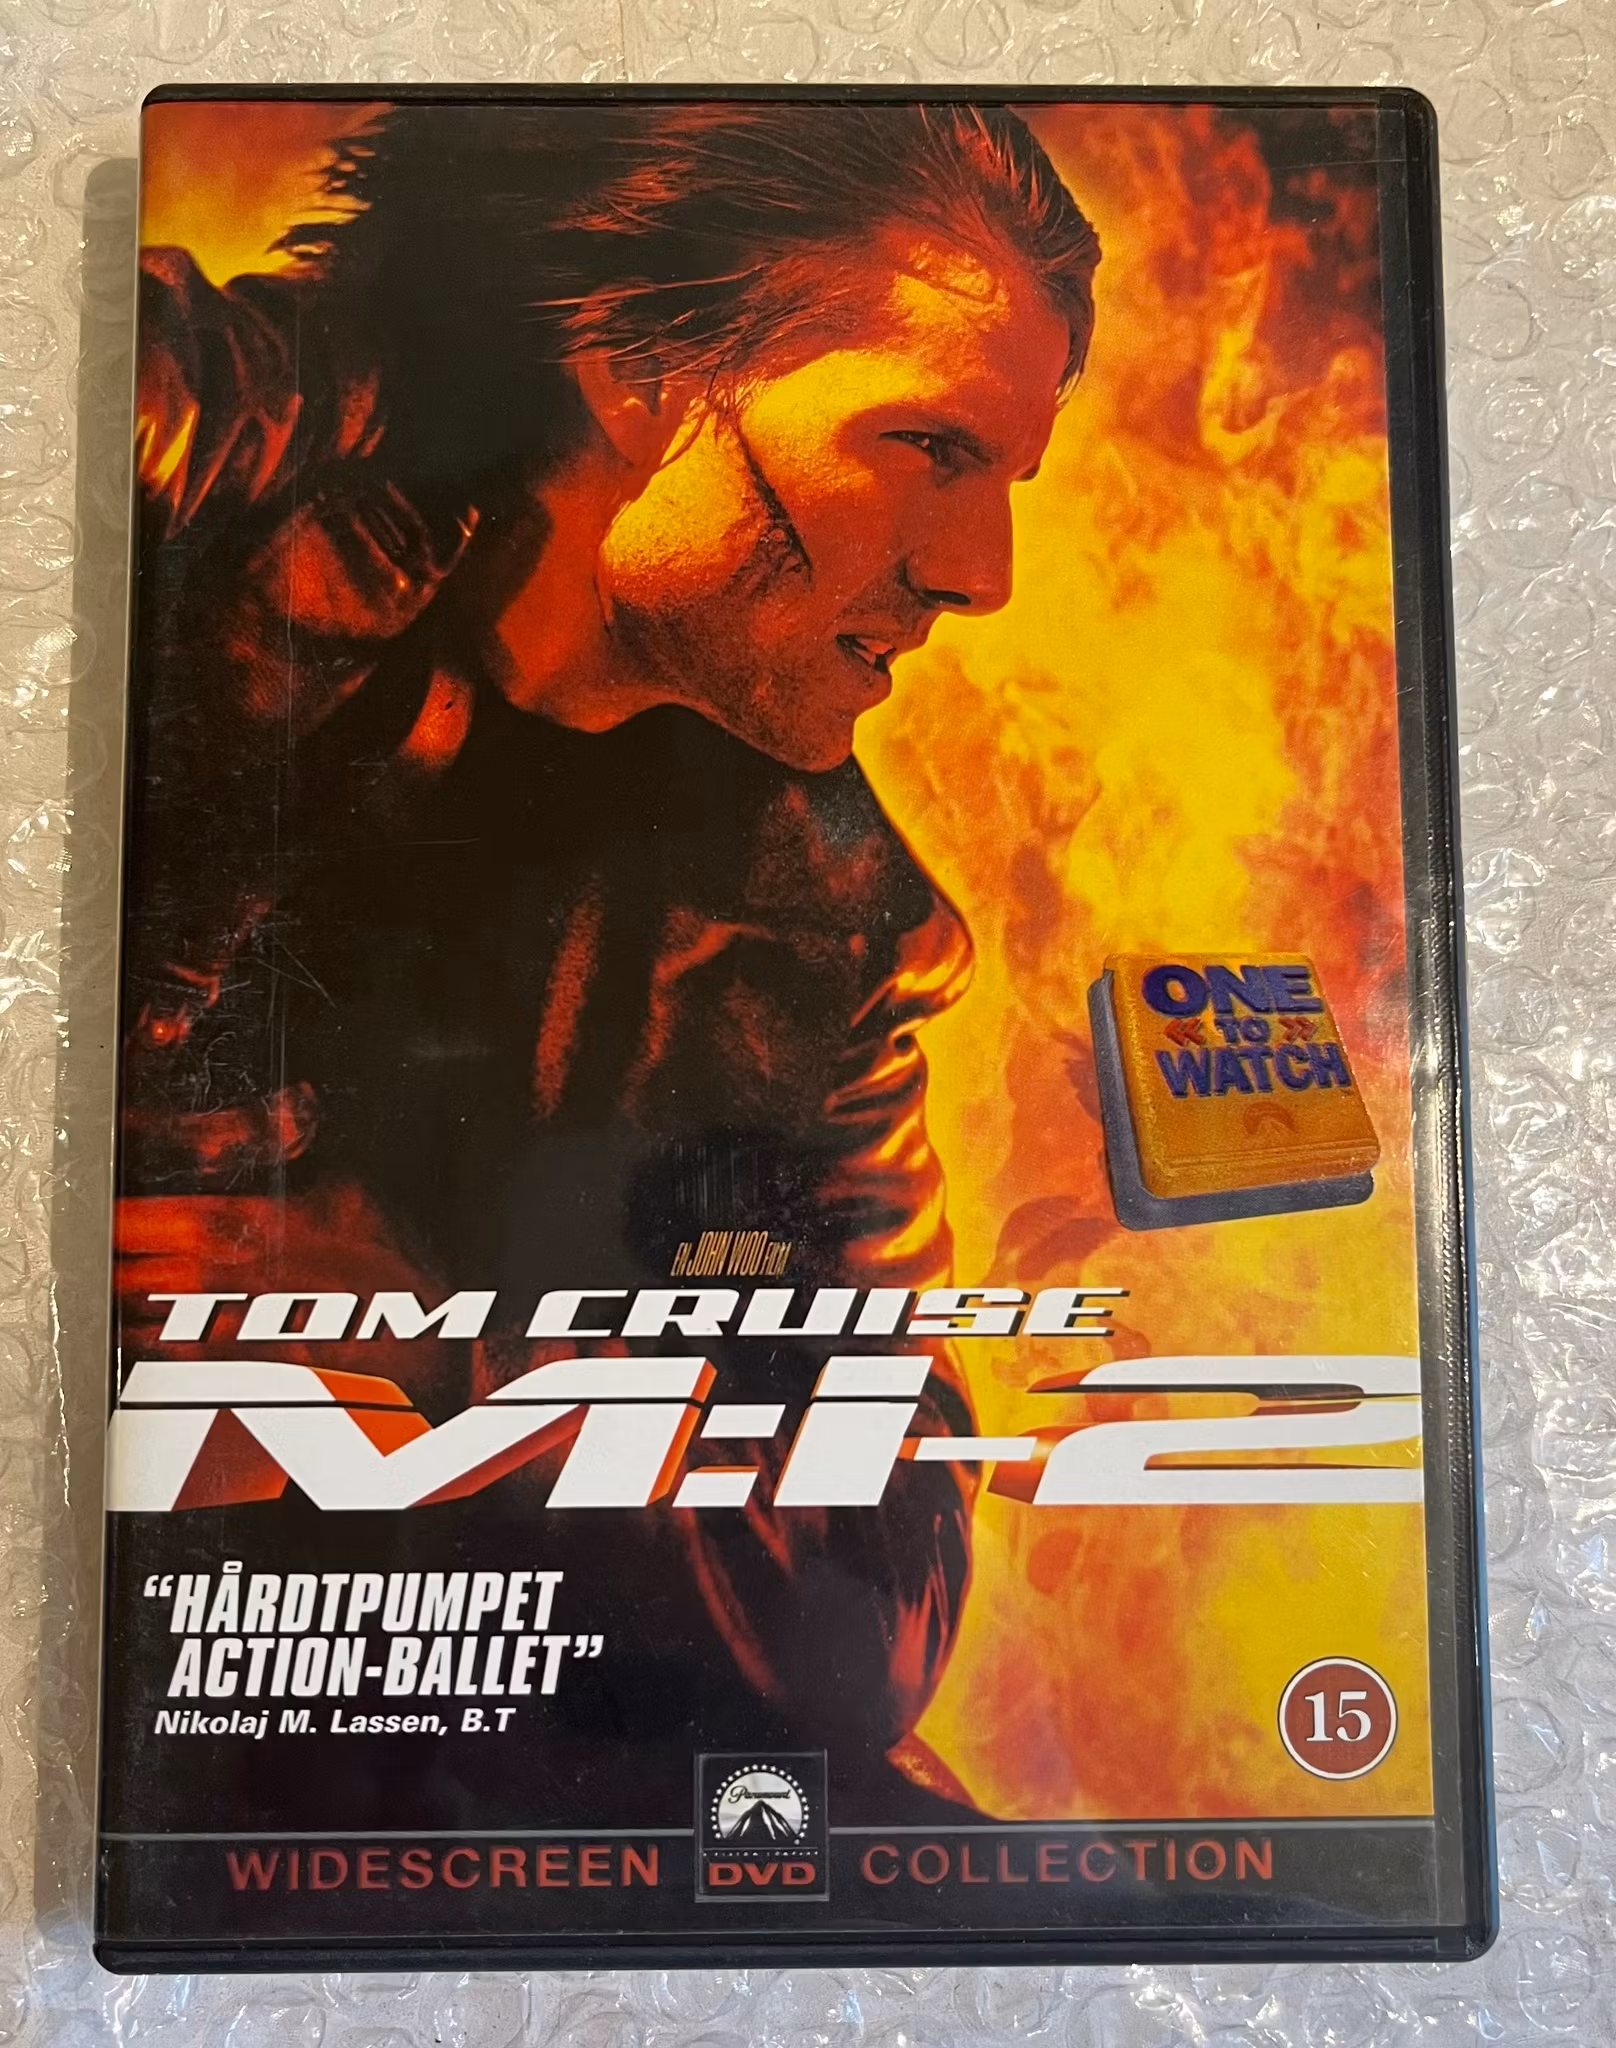 ONE
« TO »
WATCH
EN JOHN WOO FILM
TOM CRUISE
M:I-2
“HÅRDTPUMPET
ACTION-BALLET”
Nikolaj M. Lassen, B.T
15
Paramount
WIDESCREEN DVD COLLECTION